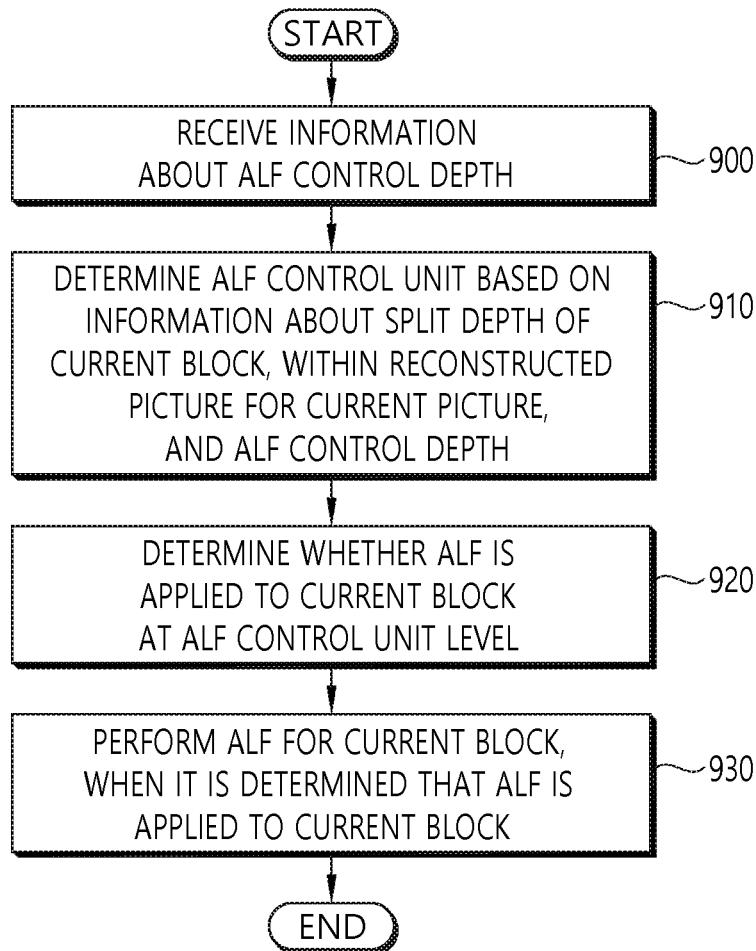 START
RECEIVE INFORMATION
ABOUT ALF CONTROL DEPTH
900
DETERMINE ALF CONTROL UNIT BASED ON
INFORMATION ABOUT SPLIT DEPTH OF
CURRENT BLOCK, WITHIN RECONSTRUCTED
PICTURE FOR CURRENT PICTURE,
AND ALF CONTROL DEPTH
910
DETERMINE WHETHER ALF IS
APPLIED TO CURRENT BLOCK
AT ALF CONTROL UNIT LEVEL
920
PERFORM ALF FOR CURRENT BLOCK,
WHEN IT IS DETERMINED THAT ALF IS
APPLIED TO CURRENT BLOCK
930
END